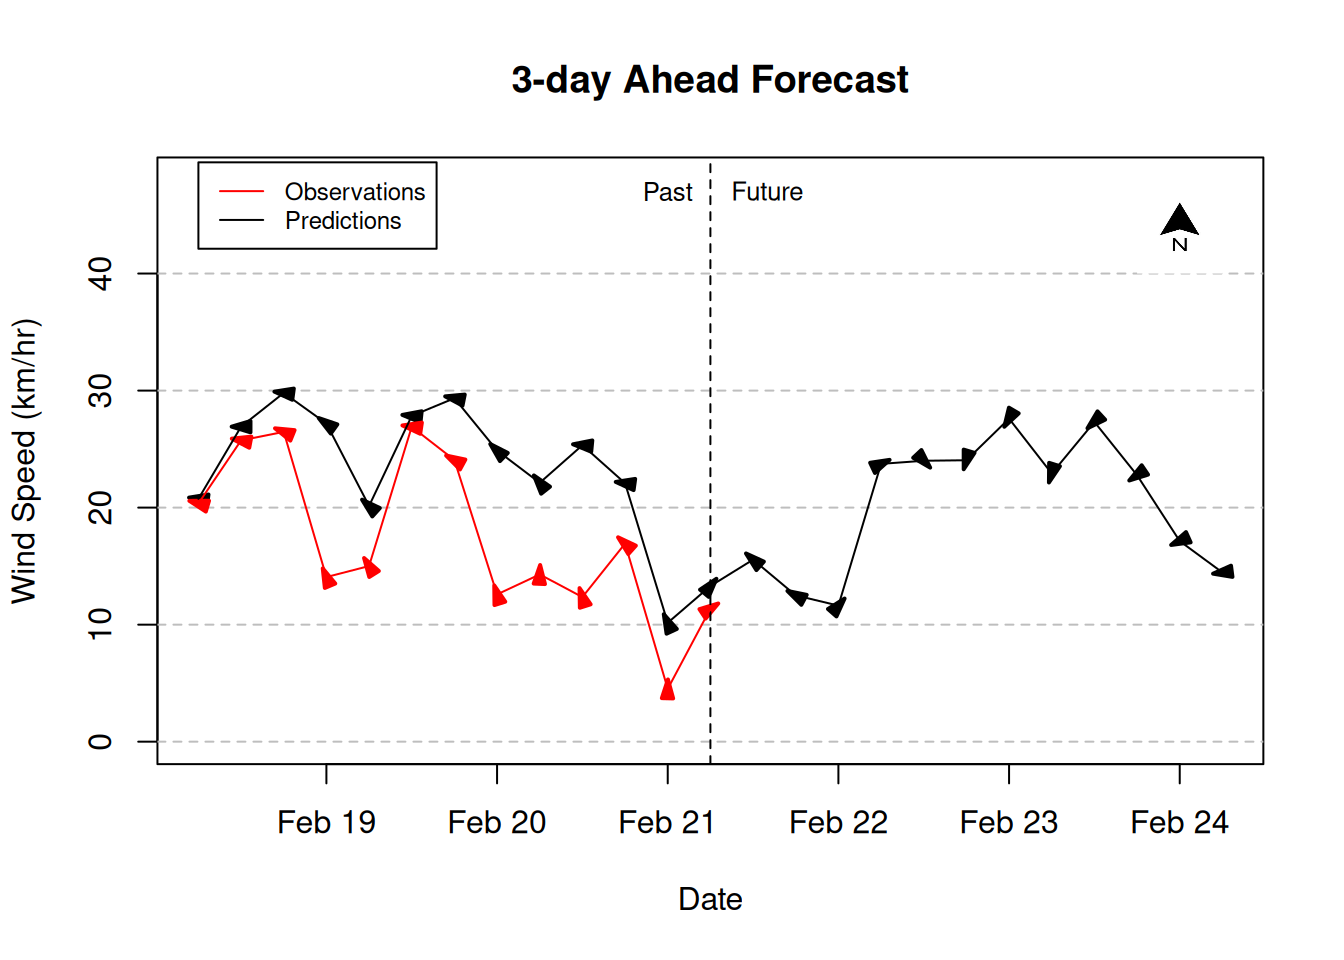 3-day Ahead Forecast
Observations
Predictions
Past
Future
N
Wind Speed (km/hr)
40
30
20
10
0
Feb 19
Feb 20
Feb 21
Feb 22
Feb 23
Feb 24
Date